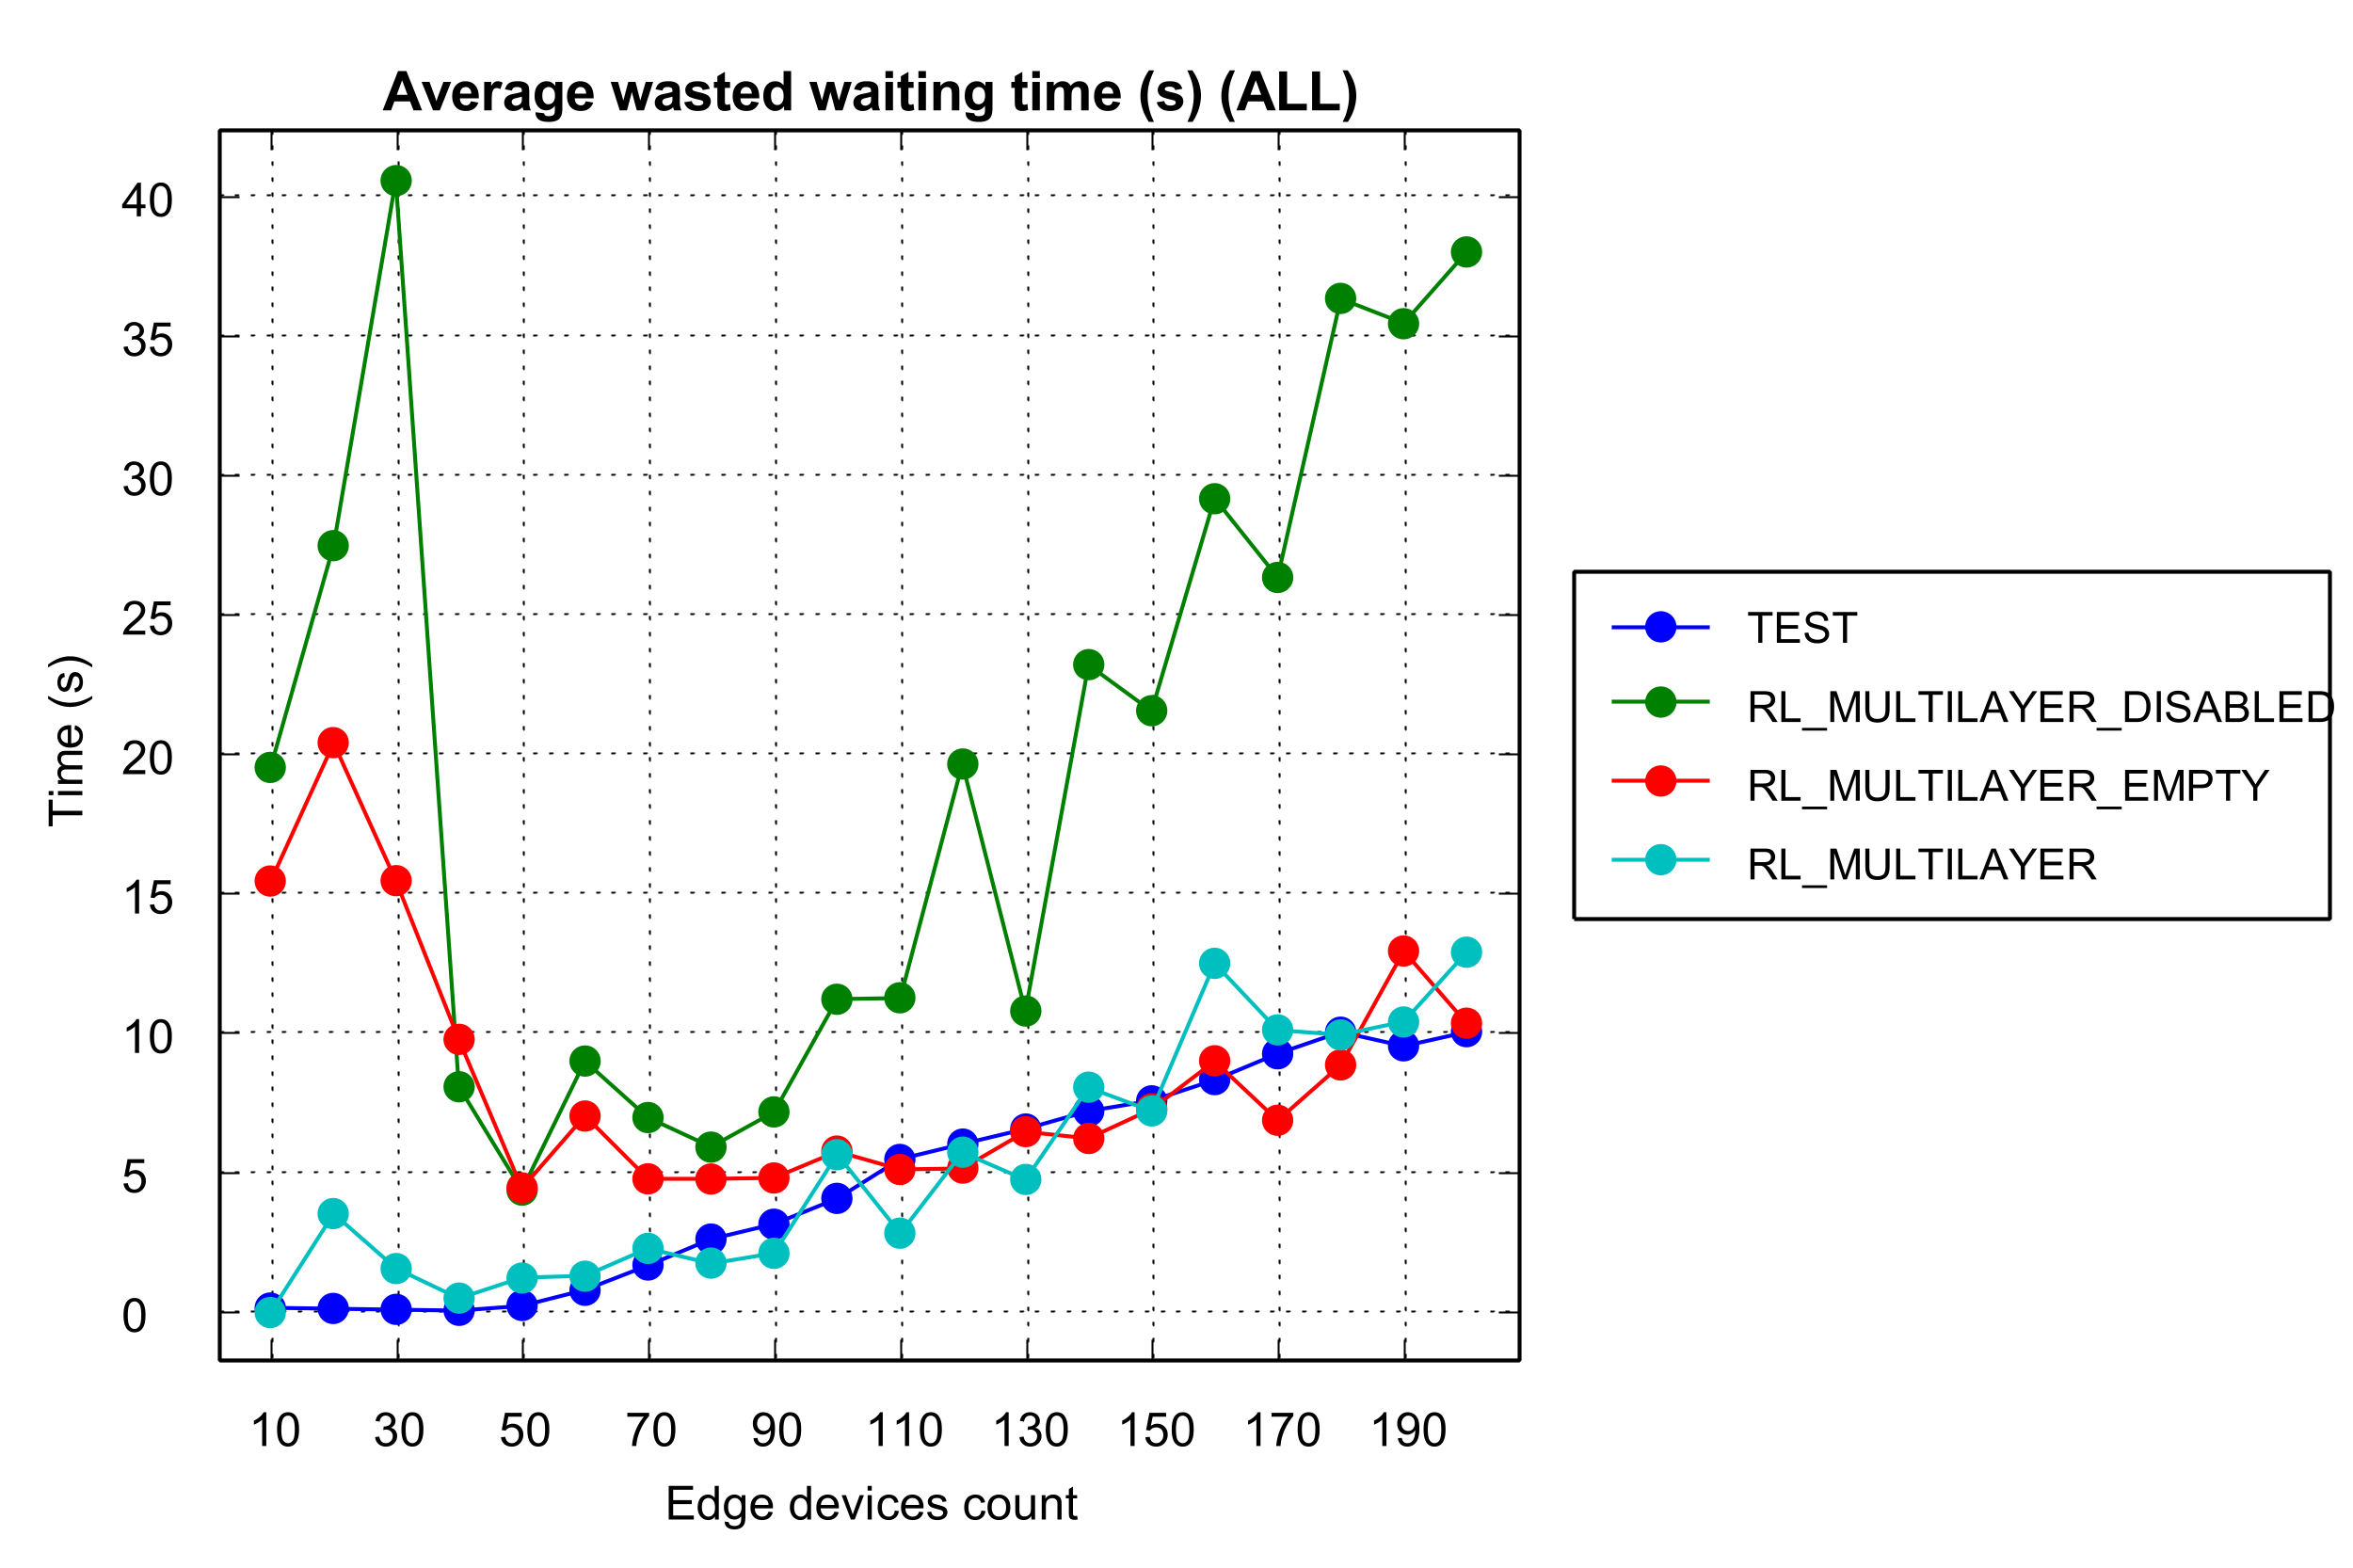 Average wasted waiting time (s) (ALL)
40
35
30
25
20
15
10
5
0
Time (s)
10 30 50 70 90 110 130 150 170 190
Edge devices count
TEST
RL_MULTILAYER_DISABLED
RL_MULTILAYER_EMPTY
RL_MULTILAYER